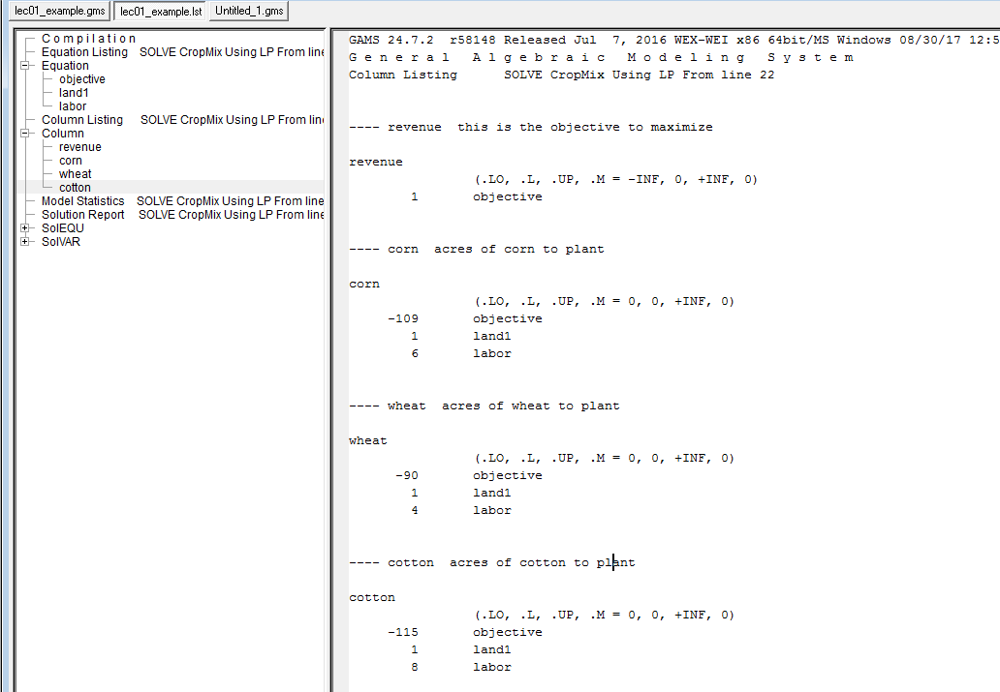 lec01_example.gms lec01_example.lst Untitled_1.gms
C o m p i l a t i o n
Equation Listing SOLVE CropMix Using LP From line
Equation
objective
land1
labor
Column Listing SOLVE CropMix Using LP From line
Column
revenue
corn
wheat
cotton
Model Statistics SOLVE CropMix Using LP From line
Solution Report SOLVE CropMix Using LP From line
SolEQU
SolVAR
GAMS 24.7.2 r58148 Released Jul 7, 2016 WEX-WEI x86 64bit/MS Windows 08/30/17 12:5
G e n e r a l A l g e b r a i c M o d e l i n g S y s t e m
Column Listing SOLVE CropMix Using LP From line 22
---- revenue this is the objective to maximize
revenue
(.LO, .L, .UP, .M = -INF, 0, +INF, 0)
1 objective
---- corn acres of corn to plant
corn
(.LO, .L, .UP, .M = 0, 0, +INF, 0)
-109 objective
1 land1
6 labor
---- wheat acres of wheat to plant
wheat
(.LO, .L, .UP, .M = 0, 0, +INF, 0)
-90 objective
1 land1
4 labor
---- cotton acres of cotton to plant
cotton
(.LO, .L, .UP, .M = 0, 0, +INF, 0)
-115 objective
1 land1
8 labor